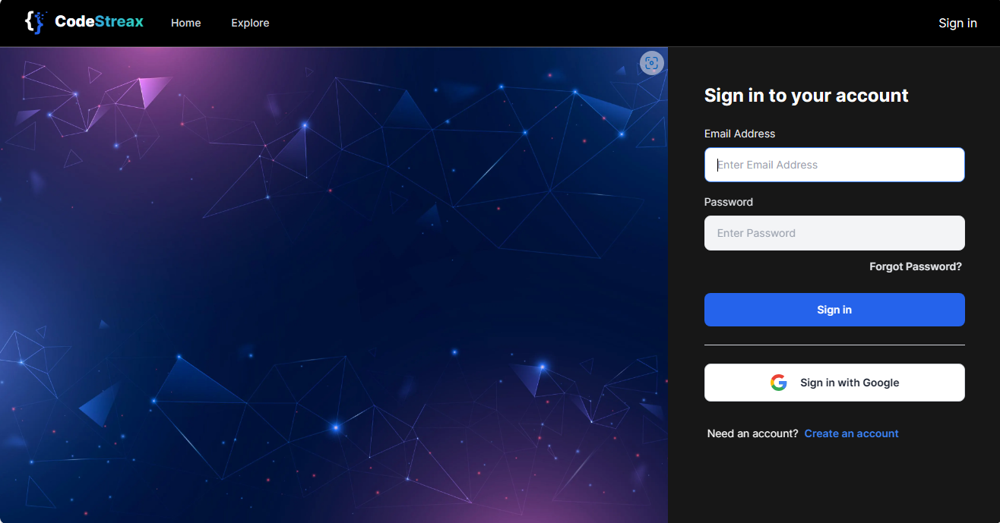 CodeStreax Home Explore Sign in
Sign in to your account
Email Address
Enter Email Address
Password
Enter Password
Forgot Password?
Sign in
Sign in with Google
Need an account? Create an account